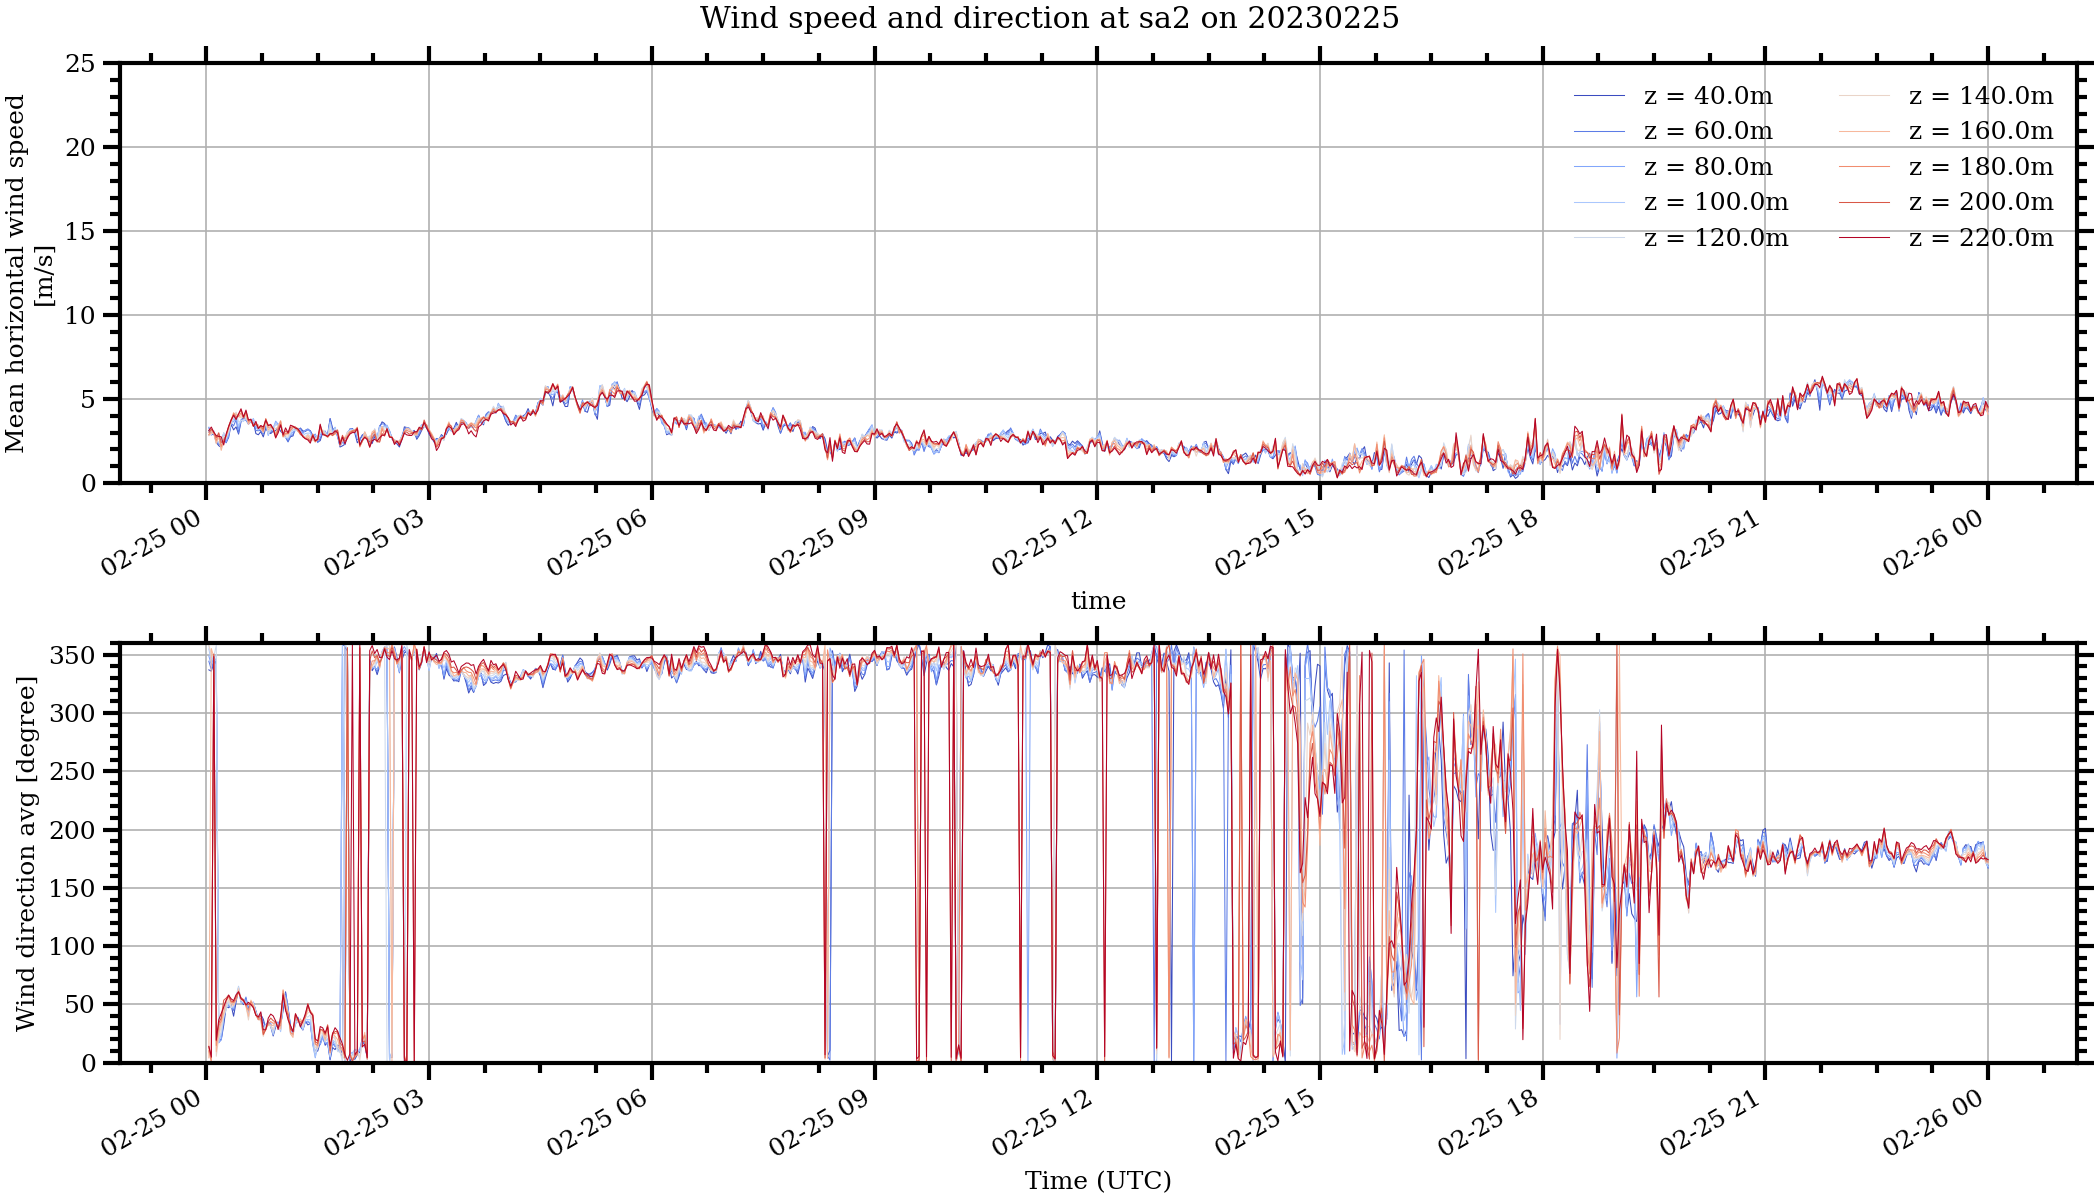 Wind speed and direction at sa2 on 20230225
Mean horizontal wind speed
[m/s]
25
20
15
10
5
0
z = 40.0m
z = 60.0m
z = 80.0m
z = 100.0m
z = 120.0m
z = 140.0m
z = 160.0m
z = 180.0m
z = 200.0m
z = 220.0m
02-25 00
02-25 03
02-25 06
02-25 09
02-25 12
02-25 15
02-25 18
02-25 21
02-26 00
time
Wind direction avg [degree]
350
300
250
200
150
100
50
0
02-25 00
02-25 03
02-25 06
02-25 09
02-25 12
02-25 15
02-25 18
02-25 21
02-26 00
Time (UTC)